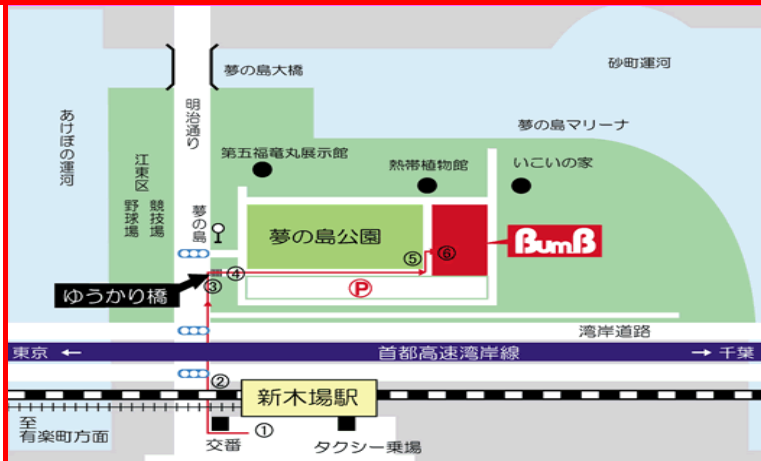 夢の島大橋
砂町運河
あけぼの運河
明治通り
夢の島マリーナ
江東区
競技場
野球場
第五福竜丸展示館
熱帯植物館
いこいの家
夢の島
夢の島公園
BumB
⑤
⑥
④
③
ゆうかり橋
P
湾岸道路
東京 ←
首都高速湾岸線
→ 千葉
②
新木場駅
至
有楽町方面
①
交番
タクシー乗場